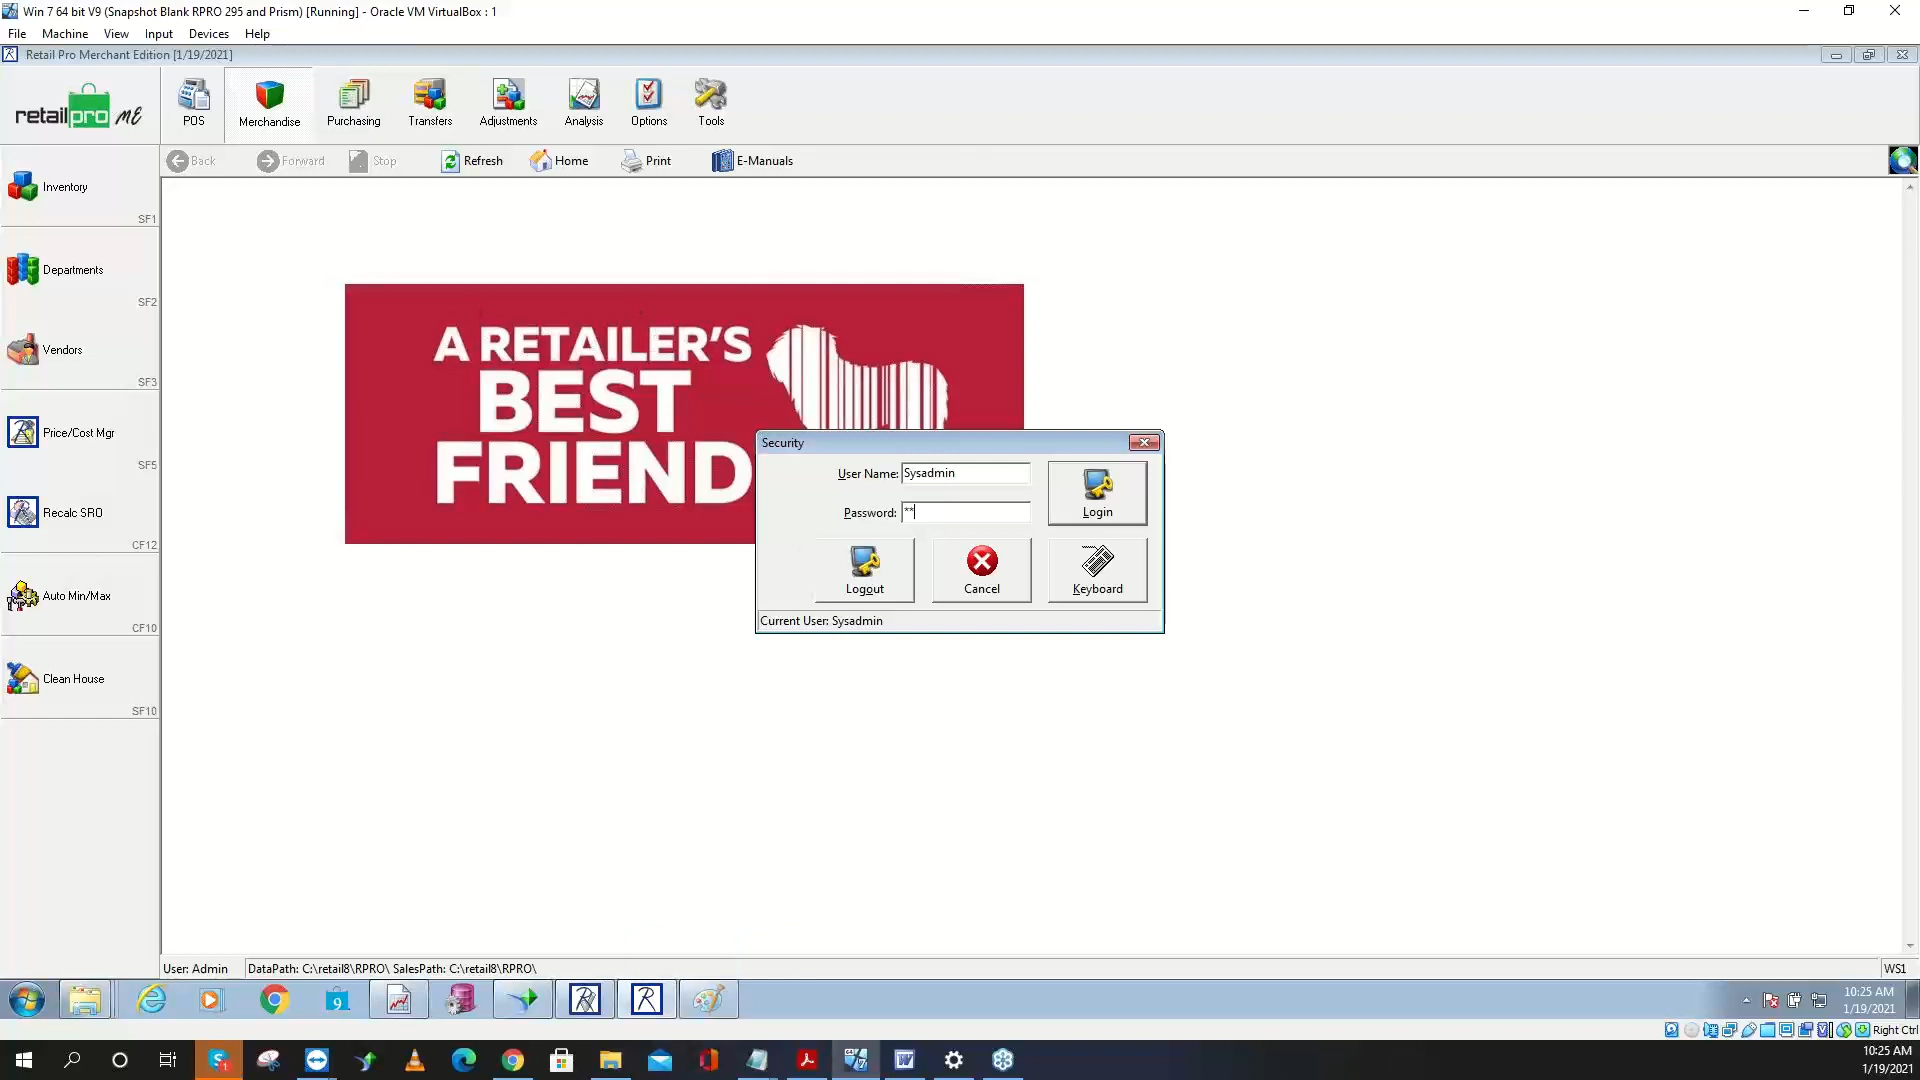 Win 7 64 bit V9 (Snapshot Blank RPRO 295 and Prism) [Running] - Oracle VM VirtualBox : 1
File Machine View Input Devices Help
Retail Pro Merchant Edition [1/19/2021]
retail pro ME
POS
Merchandise
Purchasing
Transfers
Adjustments
Analysis
Options
Tools
Back
Forward
Stop
Refresh
Home
Print
E-Manuals
Inventory
SF1
Departments
SF2
Vendors
SF3
Price/Cost Mgr
SF5
Recalc SRO
CF12
Auto Min/Max
CF10
Clean House
SF10
A RETAILER'S
BEST
FRIEND
Security
User Name: Sysadmin
Password: **
Login
Logout
Cancel
Keyboard
Current User: Sysadmin
User: Admin
DataPath: C:\retail8\RPRO\ SalesPath: C:\retail8\RPRO\
WS1
9
10:25 AM
1/19/2021
Right Ctrl
10:25 AM
1/19/2021